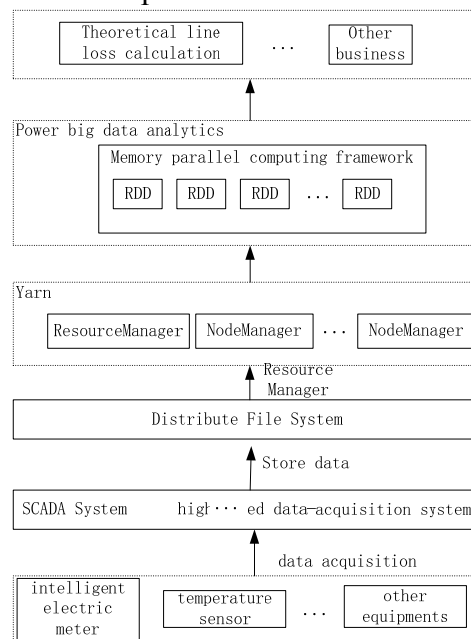 Theoretical line
loss calculation
...
Other
business
Power big data analytics
Memory parallel computing framework
RDD RDD RDD ... RDD
Yarn
ResourceManager NodeManager ... NodeManager
Resource
Manager
Distribute File System
Store data
SCADA System ... data-acquisition system
data acquisition
intelligent
electric
meter
temperature
sensor
...
other
equipments